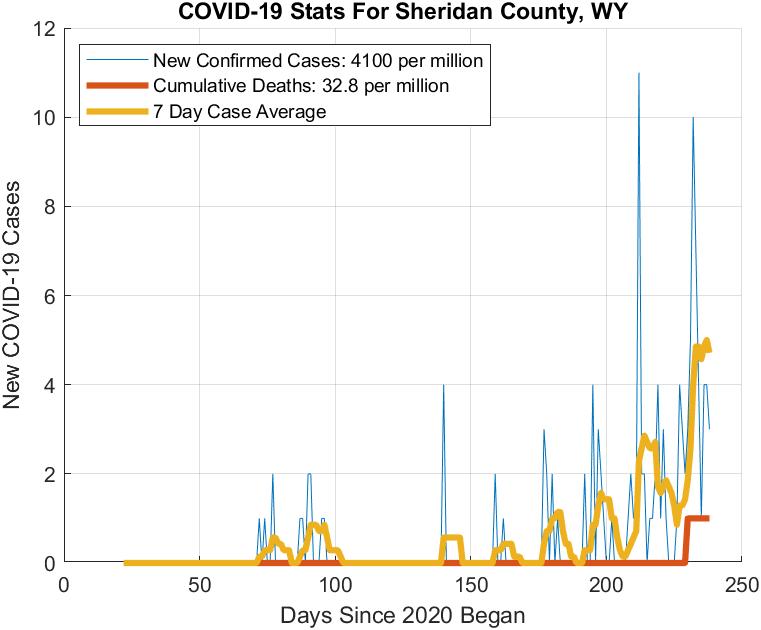 COVID-19 Stats For Sheridan County, WY
New Confirmed Cases: 4100 per million
Cumulative Deaths: 32.8 per million
7 Day Case Average
New COVID-19 Cases
12
10
8
6
4
2
0
0 50 100 150 200 250
Days Since 2020 Began